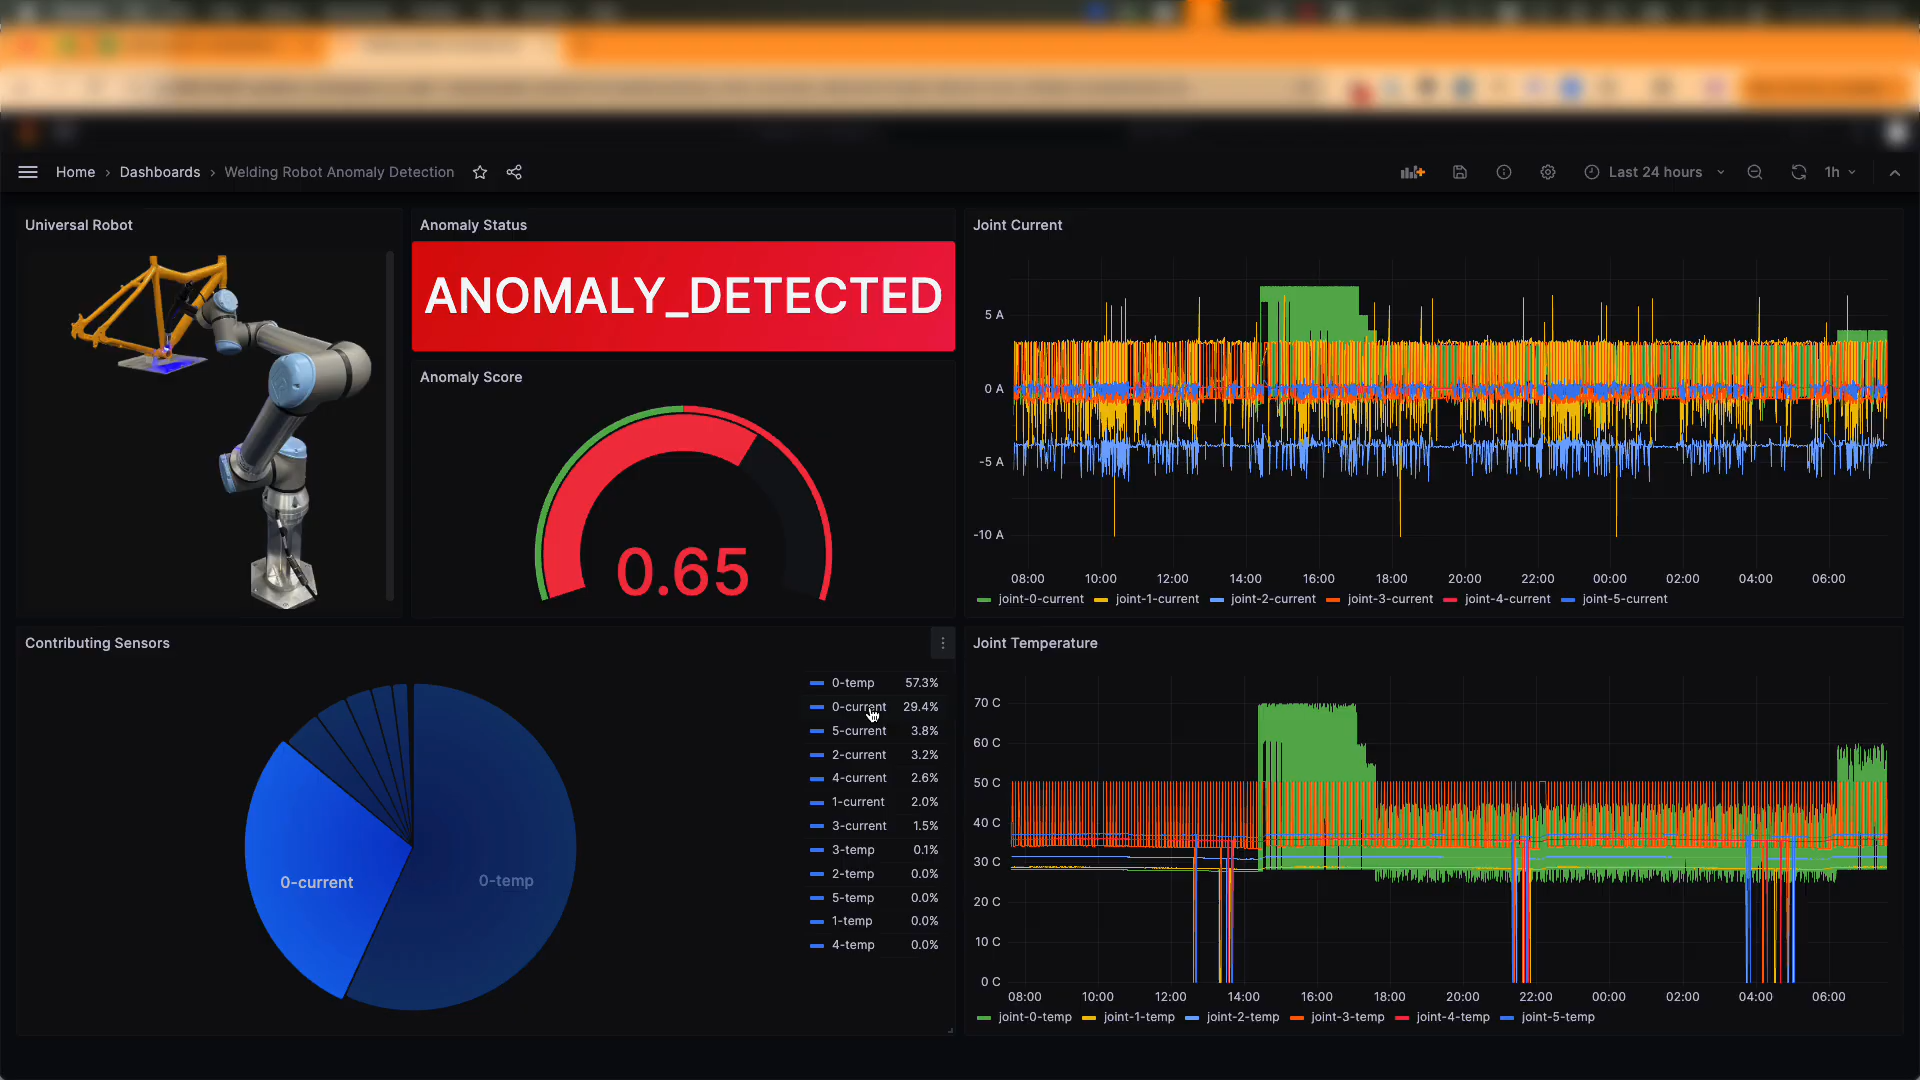 Home › Dashboards › Welding Robot Anomaly Detection
Last 24 hours
1h
Universal Robot
Anomaly Status
ANOMALY_DETECTED
Anomaly Score
0.65
Joint Current
5 A
0 A
-5 A
-10 A
08:00 10:00 12:00 14:00 16:00 18:00 20:00 22:00 00:00 02:00 04:00 06:00
joint-0-current joint-1-current joint-2-current joint-3-current joint-4-current joint-5-current
Contributing Sensors
0-current
0-temp
0-temp 57.3%
0-current 29.4%
5-current 3.8%
2-current 3.2%
4-current 2.6%
1-current 2.0%
3-current 1.5%
3-temp 0.1%
2-temp 0.0%
5-temp 0.0%
1-temp 0.0%
4-temp 0.0%
Joint Temperature
70 C
60 C
50 C
40 C
30 C
20 C
10 C
0 C
08:00 10:00 12:00 14:00 16:00 18:00 20:00 22:00 00:00 02:00 04:00 06:00
joint-0-temp joint-1-temp joint-2-temp joint-3-temp joint-4-temp joint-5-temp